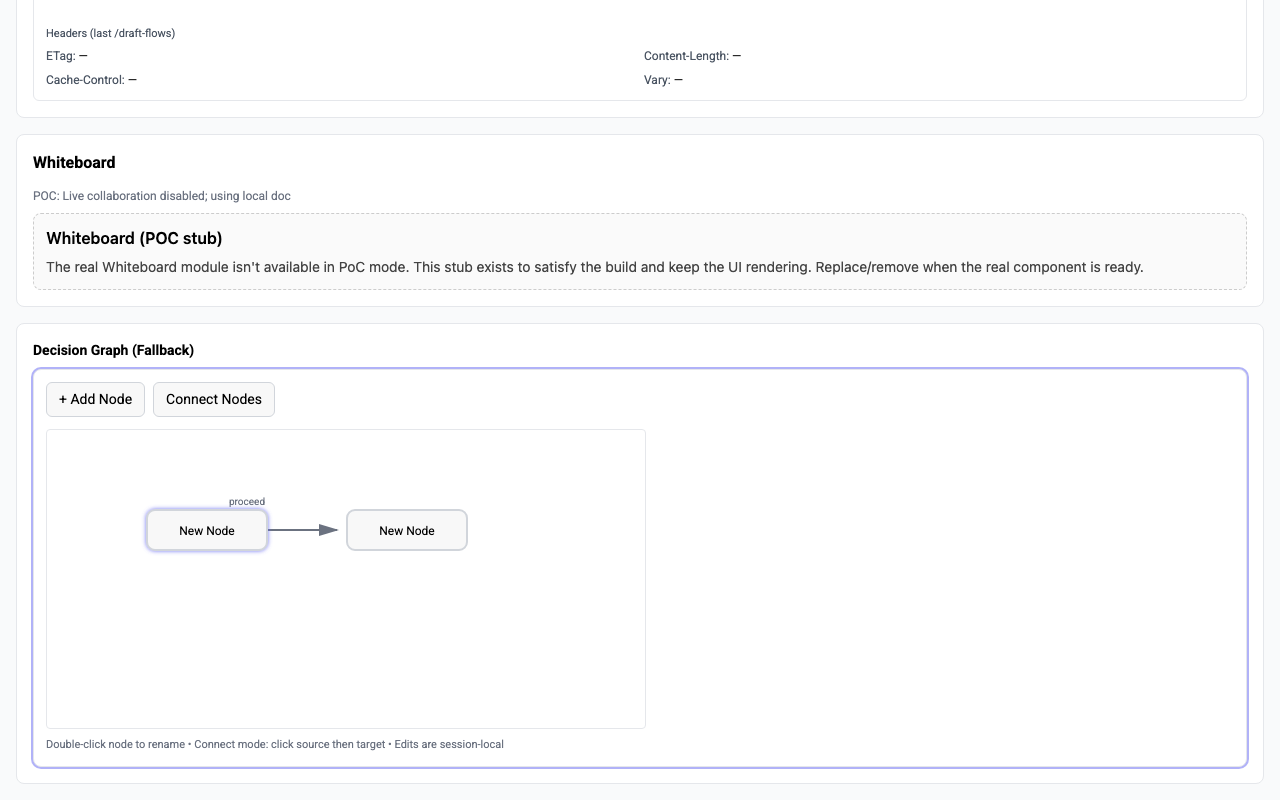 Headers (last /draft-flows)
ETag: — Content-Length: —
Cache-Control: — Vary: —
Whiteboard
POC: Live collaboration disabled; using local doc
Whiteboard (POC stub)
The real Whiteboard module isn't available in PoC mode. This stub exists to satisfy the build and keep the UI rendering. Replace/remove when the real component is ready.
Decision Graph (Fallback)
+ Add Node Connect Nodes
proceed
New Node New Node
Double-click node to rename • Connect mode: click source then target • Edits are session-local